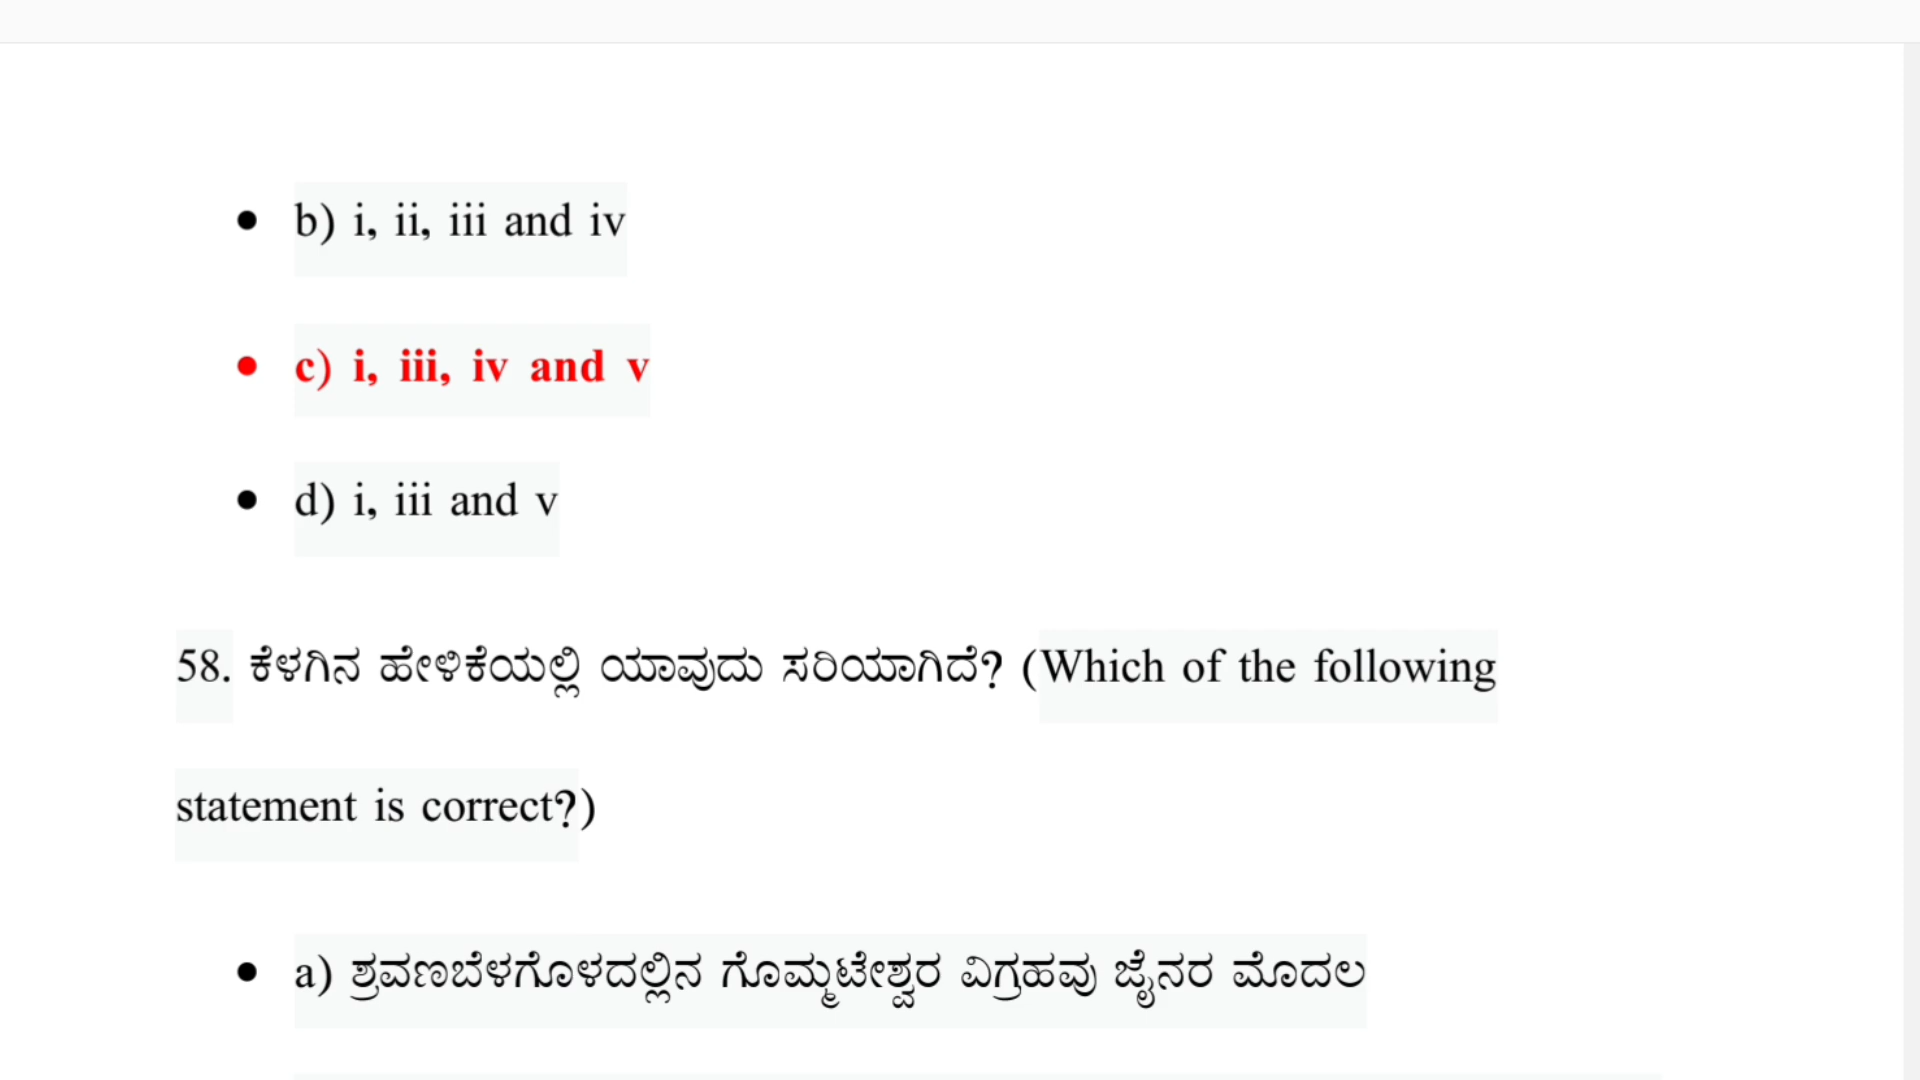 • b) i, ii, iii and iv
• c) i, iii, iv and v
• d) i, iii and v
58. ಕೆಳಗಿನ ಹೇಳಿಕೆಯಲ್ಲಿ ಯಾವುದು ಸರಿಯಾಗಿದೆ? (Which of the following
statement is correct?)
• a) ಶ್ರವಣಬೆಳಗೊಳದಲ್ಲಿನ ಗೊಮ್ಮಟೇಶ್ವರ ವಿಗ್ರಹವು ಜೈನರ ಮೊದಲ